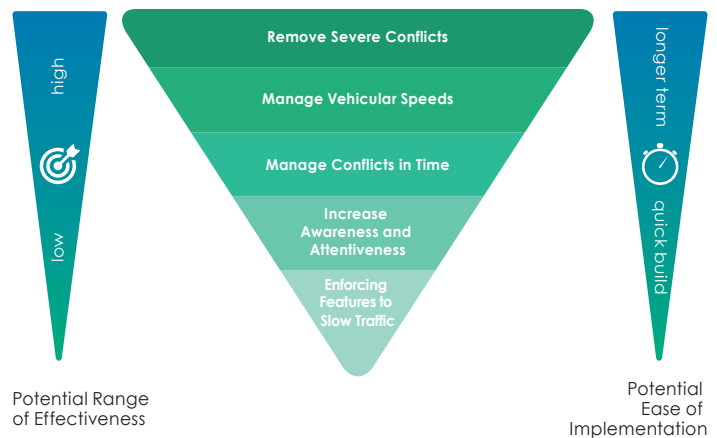 high
low
Potential Range
of Effectiveness
Remove Severe Conflicts
Manage Vehicular Speeds
Manage Conflicts in Time
Increase
Awareness and
Attentiveness
Enforcing
Features to
Slow Traffic
longer term
quick build
Potential
Ease of
Implementation